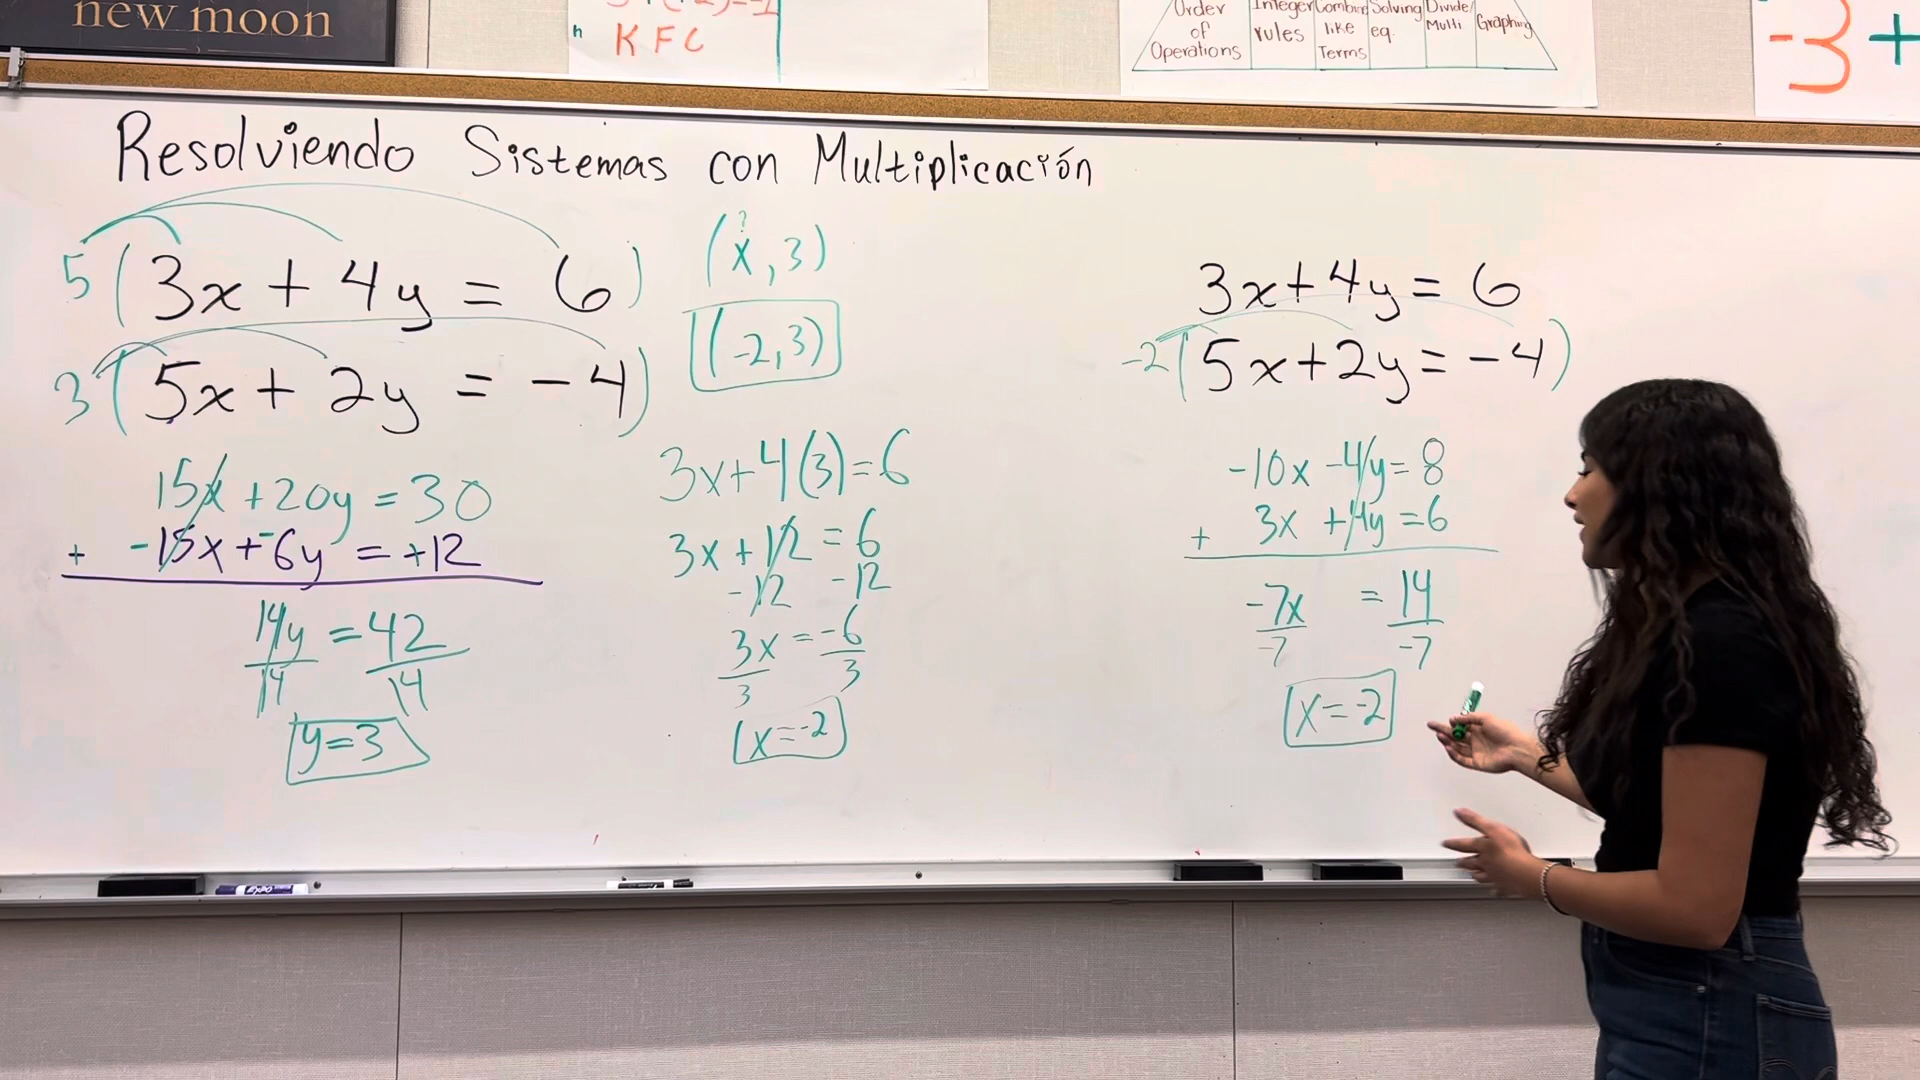 new moon
h KFC
Order of Operations
Integer rules
Combine like Terms
Solving eq.
Divide/ Multi
Graphing
-3 +
Resolviendo Sistemas con Multiplicación
5(3x + 4y = 6)
3(5x + 2y = -4)
15x + 20y = 30
+ -15x + -6y = +12
14y = 42
14 14
y = 3
?
(x, 3)
(-2, 3)
3x + 4(3) = 6
3x + 12 = 6
-12 -12
3x = -6
3 3
x = -2
3x + 4y = 6
-2(5x + 2y = -4)
-10x - 4y = 8
+ 3x + 4y = 6
-7x = 14
-7 -7
x = -2
EXPO